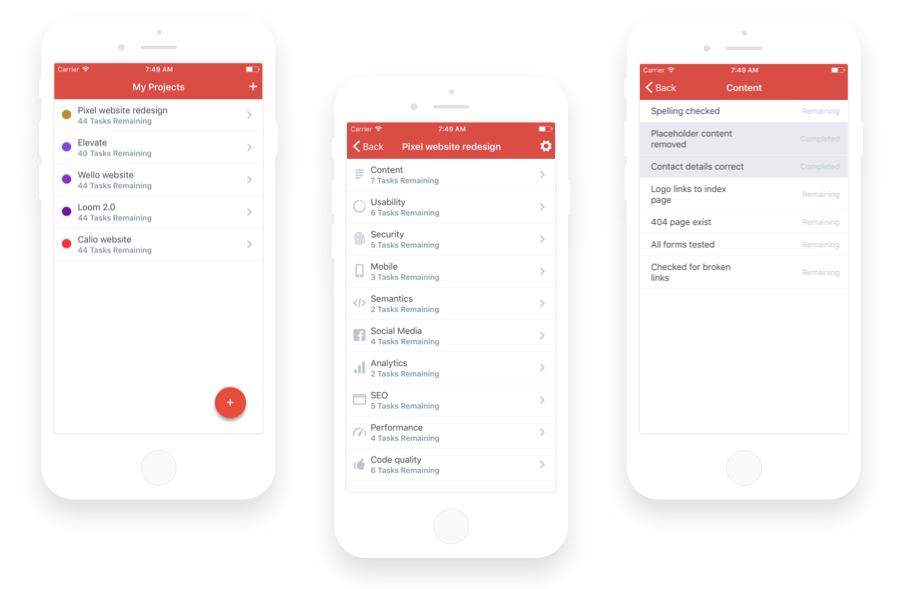 Carrier 7:49 AM
My Projects +
Pixel website redesign
44 Tasks Remaining
Elevate
40 Tasks Remaining
Wello website
44 Tasks Remaining
Loom 2.0
44 Tasks Remaining
Calio website
44 Tasks Remaining
+
Carrier 7:49 AM
Back Pixel website redesign
Content
7 Tasks Remaining
Usability
6 Tasks Remaining
Security
5 Tasks Remaining
Mobile
3 Tasks Remaining
Semantics
2 Tasks Remaining
Social Media
4 Tasks Remaining
Analytics
2 Tasks Remaining
SEO
5 Tasks Remaining
Performance
4 Tasks Remaining
Code quality
6 Tasks Remaining
Carrier 7:49 AM
Back Content
Spelling checked Remaining
Placeholder content
removed Completed
Contact details correct Completed
Logo links to index
page Remaining
404 page exist Remaining
All forms tested Remaining
Checked for broken
links Remaining